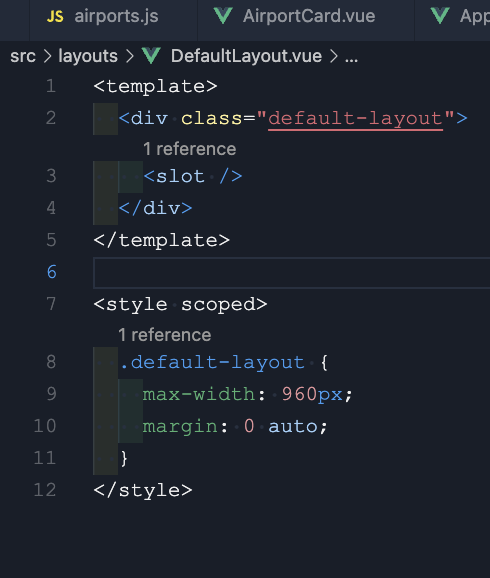 JS airports.js AirportCard.vue App
src > layouts > DefaultLayout.vue > ...
1 <template>
2 <div class="default-layout">
1 reference
3 <slot />
4 </div>
5 </template>
6
7 <style scoped>
1 reference
8 .default-layout {
9 max-width: 960px;
10 margin: 0 auto;
11 }
12 </style>